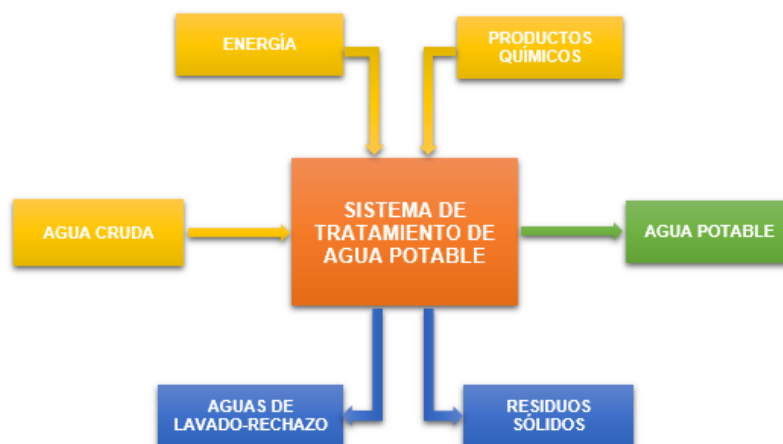 ENERGÍA
PRODUCTOS
QUÍMICOS
AGUA CRUDA
SISTEMA DE
TRATAMIENTO DE
AGUA POTABLE
AGUA POTABLE
AGUAS DE
LAVADO-RECHAZO
RESIDUOS
SÓLIDOS